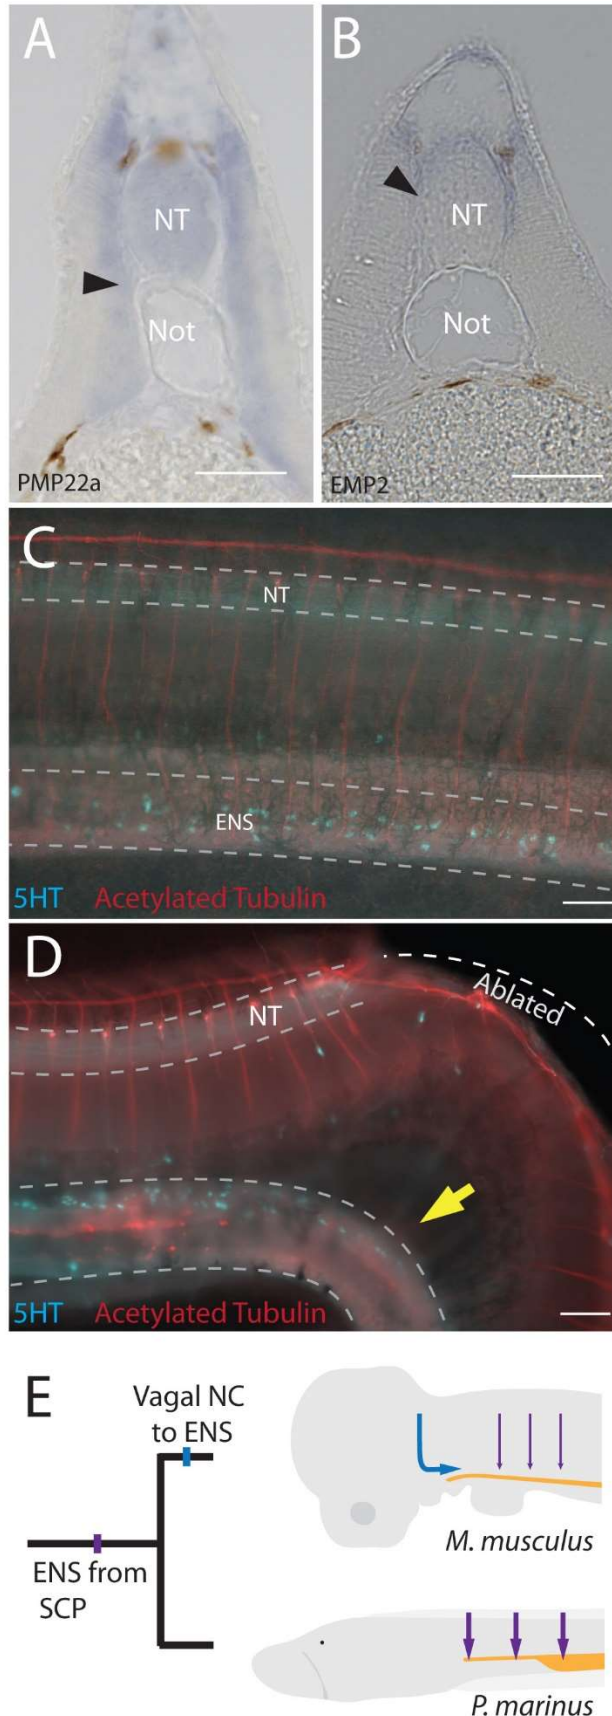 A
NT
Not
PMP22a
B
NT
Not
EMP2
C
NT
ENS
5HT Acetylated Tubulin
D
NT
Ablated
5HT Acetylated Tubulin
E
Vagal NC
to ENS
ENS from
SCP
M. musculus
P. marinus